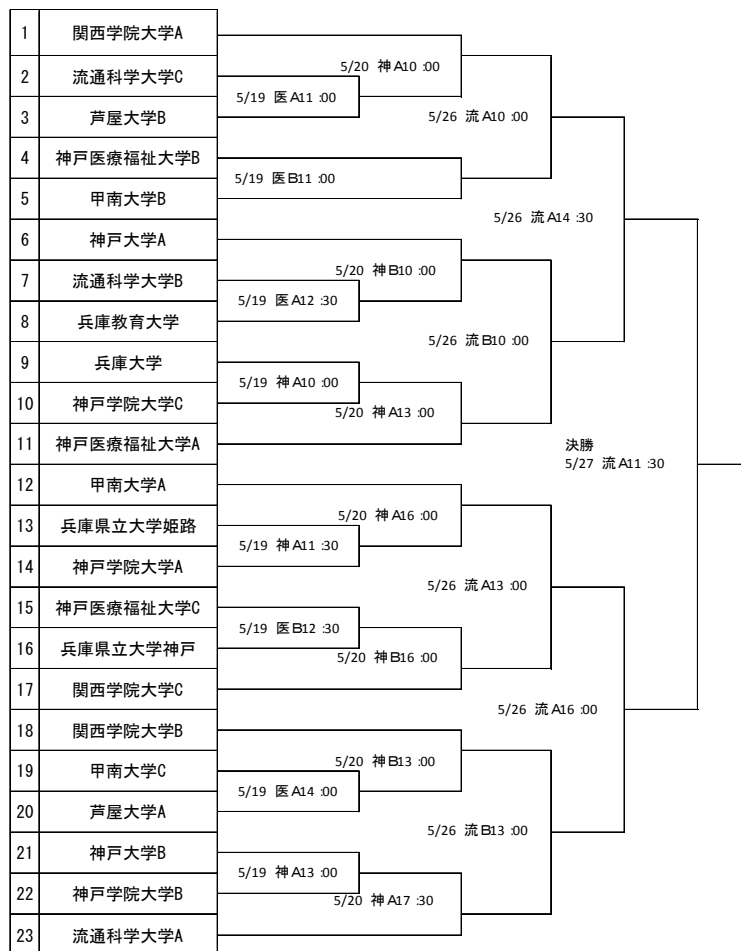 1 関西学院大学A
5/20 神A10:00
2 流通科学大学C
5/19 医A11:00
3 芦屋大学B
5/26 流A10:00
4 神戸医療福祉大学B
5/19 医B11:00
5 甲南大学B
5/26 流A14:30
6 神戸大学A
5/20 神B10:00
7 流通科学大学B
5/19 医A12:30
8 兵庫教育大学
5/26 流B10:00
9 兵庫大学
5/19 神A10:00
10 神戸学院大学C
5/20 神A13:00
11 神戸医療福祉大学A
決勝
5/27 流A11:30
12 甲南大学A
5/20 神A16:00
13 兵庫県立大学姫路
5/19 神A11:30
14 神戸学院大学A
5/26 流A13:00
15 神戸医療福祉大学C
5/19 医B12:30
16 兵庫県立大学神戸
5/20 神B16:00
17 関西学院大学C
5/26 流A16:00
18 関西学院大学B
5/20 神B13:00
19 甲南大学C
5/19 医A14:00
20 芦屋大学A
5/26 流B13:00
21 神戸大学B
5/19 神A13:00
22 神戸学院大学B
5/20 神A17:30
23 流通科学大学A